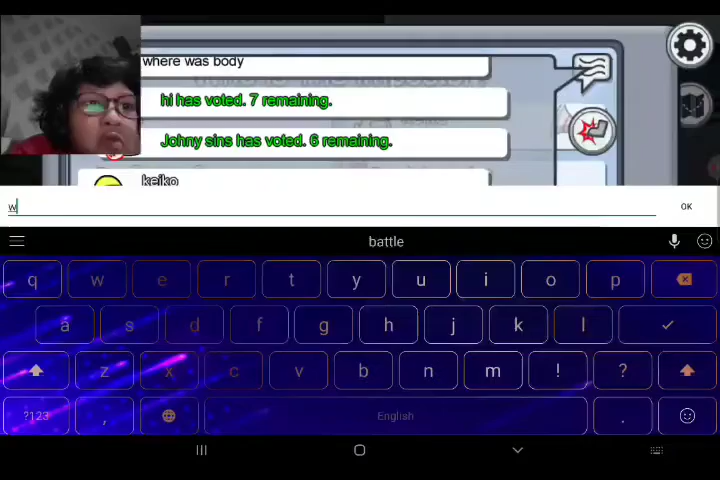 where was body
hi has voted. 7 remaining.
Johny sins has voted. 6 remaining.
keiko
w
OK
battle
q w e r t y u i o p
a s d f g h j k l
z x c v b n m ! ?
?123 , English .